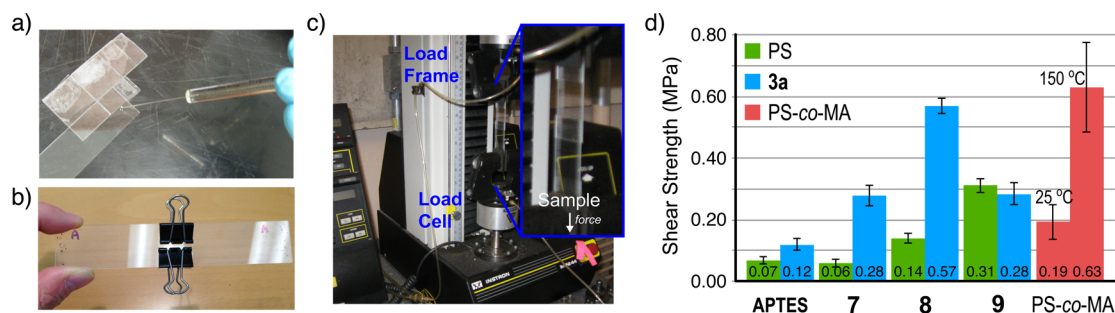 a)
b)
A
A
c)
Load
Frame
Load
Cell
Sample
force
INSTRON
d)
Shear Strength (MPa)
0.80
0.60
0.40
0.20
0.00
PS
3a
PS-co-MA
150 ºC
25 ºC
0.07 0.12 0.06 0.28 0.14 0.57 0.31 0.28 0.19 0.63
APTES 7 8 9 PS-co-MA